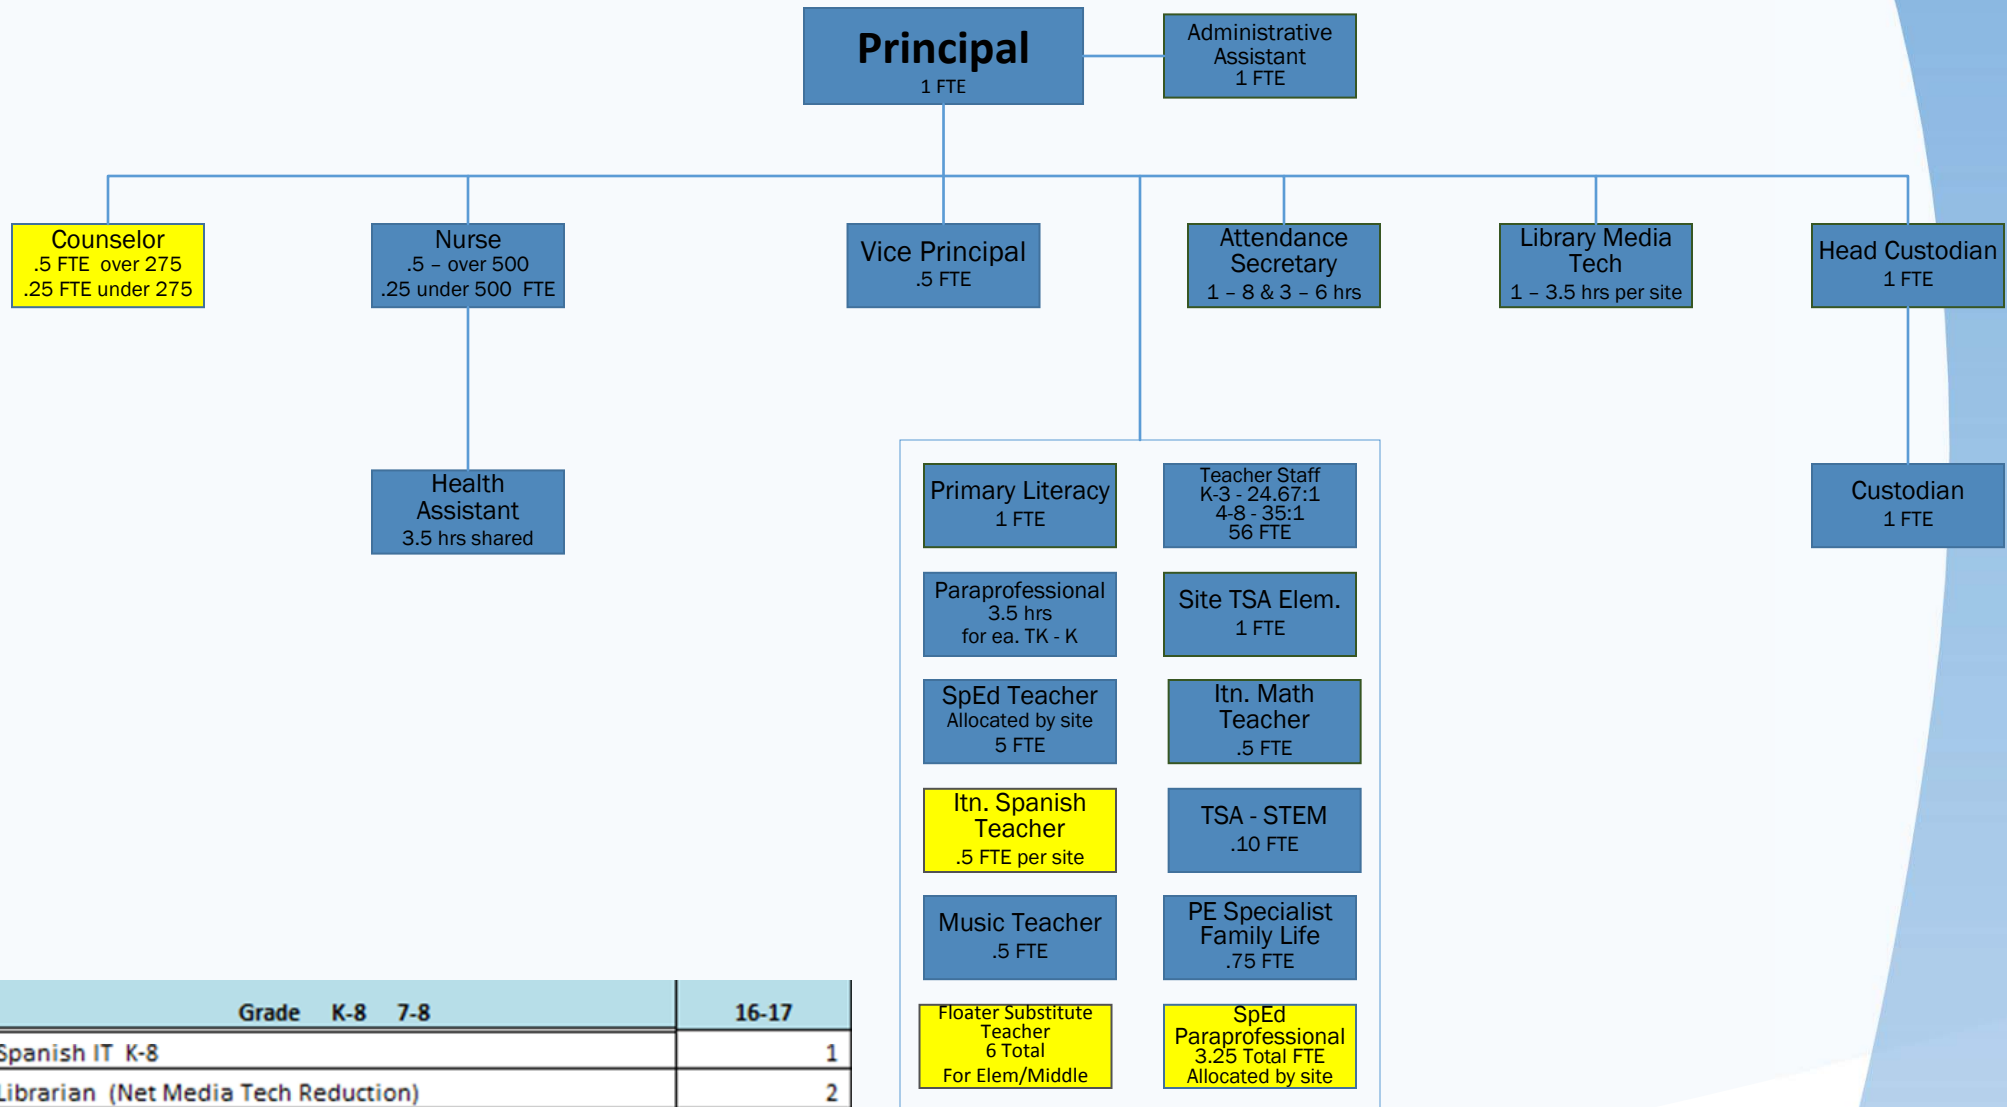 Principal
1 FTE
Administrative
Assistant
1 FTE
Counselor
.5 FTE over 275
.25 FTE under 275
Nurse
.5 – over 500
.25 under 500 FTE
Vice Principal
.5 FTE
Attendance
Secretary
1 – 8 & 3 – 6 hrs
Library Media
Tech
1 – 3.5 hrs per site
Head Custodian
1 FTE
Health
Assistant
3.5 hrs shared
Primary Literacy
1 FTE
Teacher Staff
K-3 - 24.67:1
4-8 - 35:1
56 FTE
Custodian
1 FTE
Paraprofessional
3.5 hrs
for ea. TK - K
Site TSA Elem.
1 FTE
SpEd Teacher
Allocated by site
5 FTE
Itn. Math
Teacher
.5 FTE
Itn. Spanish
Teacher
.5 FTE per site
TSA - STEM
.10 FTE
Music Teacher
.5 FTE
PE Specialist
Family Life
.75 FTE
Floater Substitute
Teacher
6 Total
For Elem/Middle
SpEd
Paraprofessional
3.25 Total FTE
Allocated by site
Grade K-8 7-8 16-17
Spanish IT K-8 1
Librarian (Net Media Tech Reduction) 2